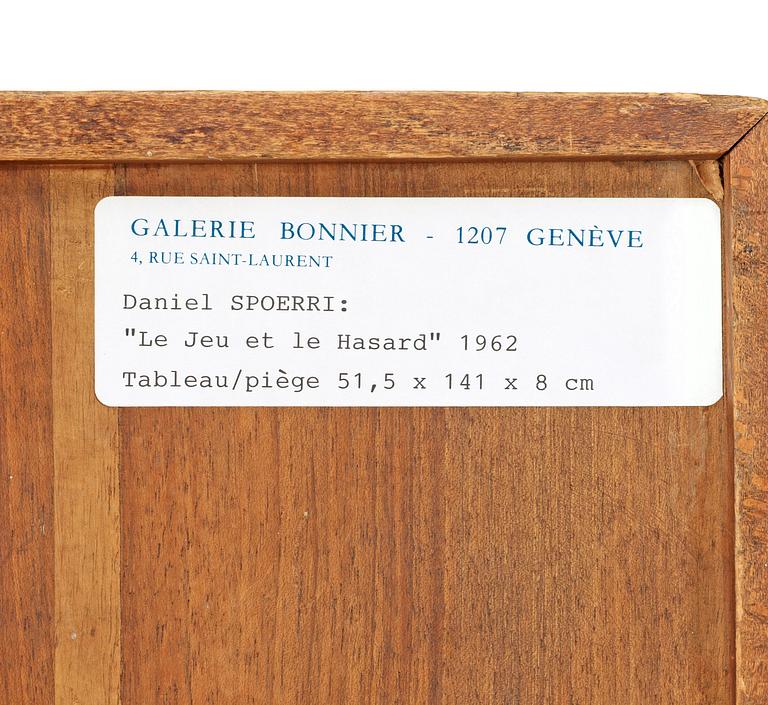 GALERIE BONNIER - 1207 GENÈVE
4, RUE SAINT-LAURENT
Daniel SPOERRI:
"Le Jeu et le Hasard" 1962
Tableau/piège 51,5 x 141 x 8 cm